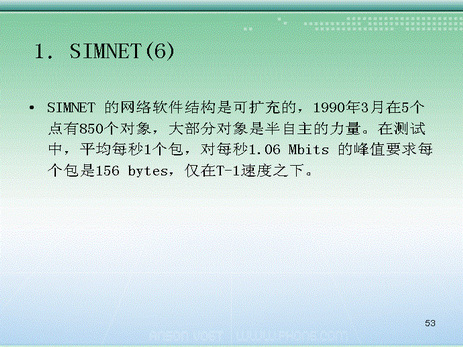 1. SIMNET(6)
• SIMNET 的网络软件结构是可扩充的，1990年3月在5个
点有850个对象，大部分对象是半自主的力量。在测试
中，平均每秒1个包，对每秒1.06 Mbits 的峰值要求每
个包是156 bytes，仅在T-1速度之下。
53